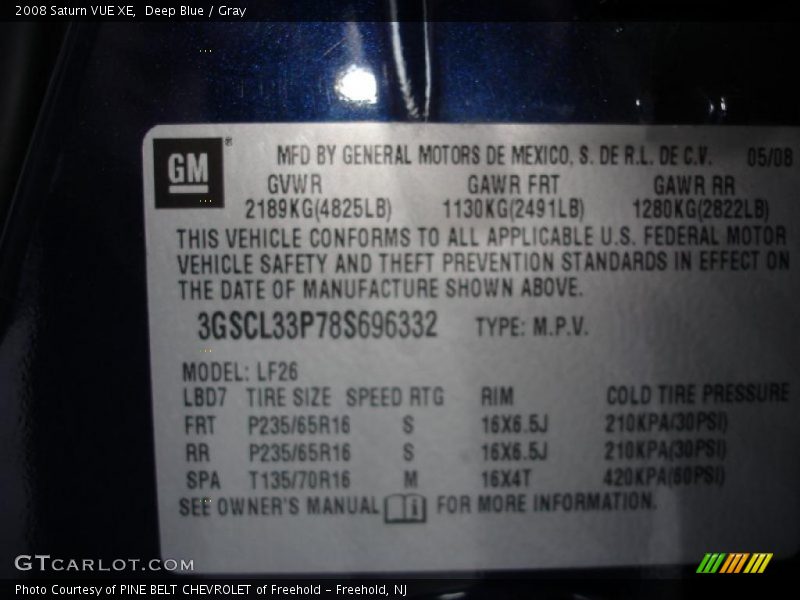 2008 Saturn VUE XE,  Deep Blue / Gray
GM®
MFD BY GENERAL MOTORS DE MEXICO, S. DE R.L. DE C.V. 05/08
GVWR GAWR FRT GAWR RR
2189KG(4825LB) 1130KG(2491LB) 1280KG(2822LB)
THIS VEHICLE CONFORMS TO ALL APPLICABLE U.S. FEDERAL MOTOR
VEHICLE SAFETY AND THEFT PREVENTION STANDARDS IN EFFECT ON
THE DATE OF MANUFACTURE SHOWN ABOVE.
3GSCL33P78S696332 TYPE: M.P.V.
MODEL: LF26
LBD7 TIRE SIZE SPEED RTG RIM COLD TIRE PRESSURE
FRT P235/65R16 S 16X6.5J 210KPA(30PSI)
RR P235/65R16 S 16X6.5J 210KPA(30PSI)
SPA T135/70R16 M 16X4T 420KPA(60PSI)
SEE OWNER'S MANUAL FOR MORE INFORMATION.
GTCARLOT.COM
Photo Courtesy of PINE BELT CHEVROLET of Freehold - Freehold, NJ